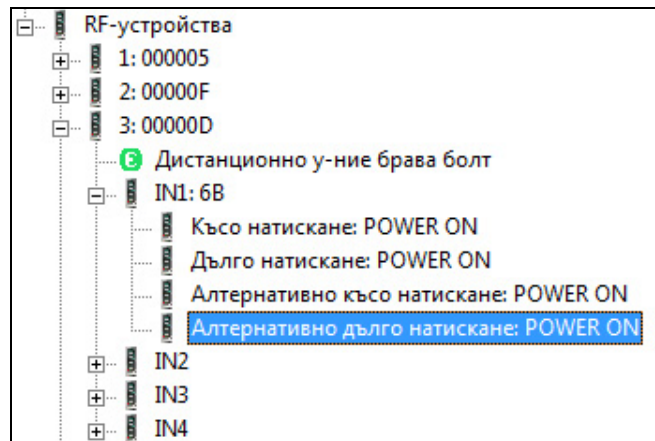 RF-устройства
1: 000005
2: 00000F
3: 00000D
Дистанционно у-ние брава болт
IN1: 6B
Късо натискане: POWER ON
Дълго натискане: POWER ON
Алтернативно късо натискане: POWER ON
Алтернативно дълго натискане: POWER ON
IN2
IN3
IN4